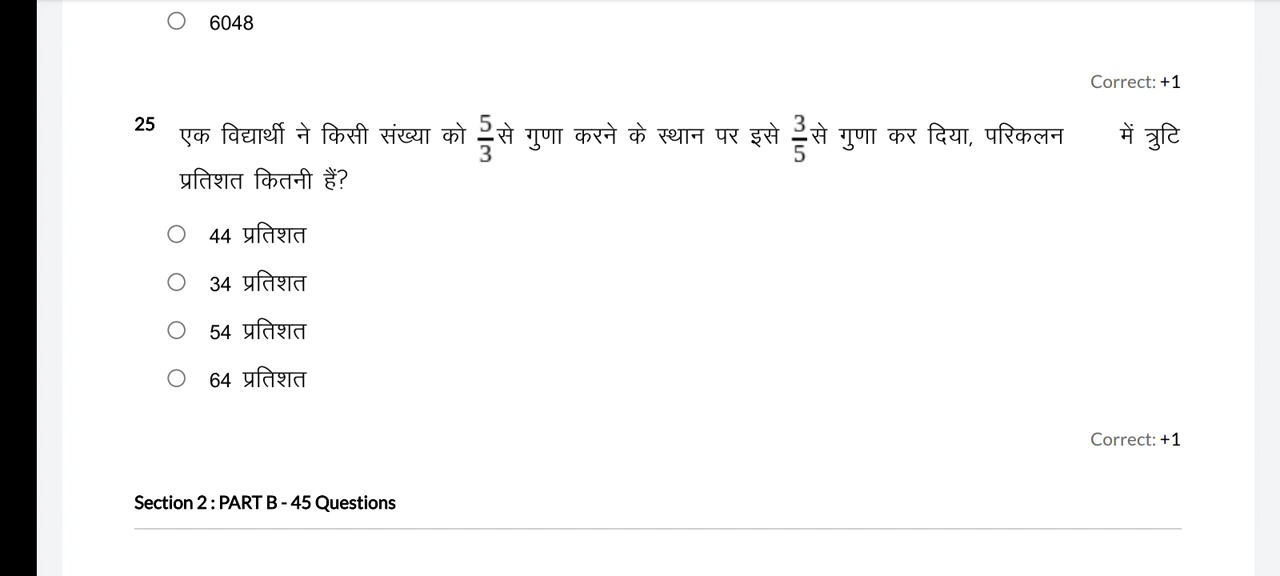 6048
Correct: +1
25 एक विद्यार्थी ने किसी संख्या को 5/3 से गुणा करने के स्थान पर इसे 3/5 से गुणा कर दिया, परिकलन में त्रुटि
प्रतिशत कितनी हैं?
44 प्रतिशत
34 प्रतिशत
54 प्रतिशत
64 प्रतिशत
Correct: +1
Section 2 : PART B - 45 Questions